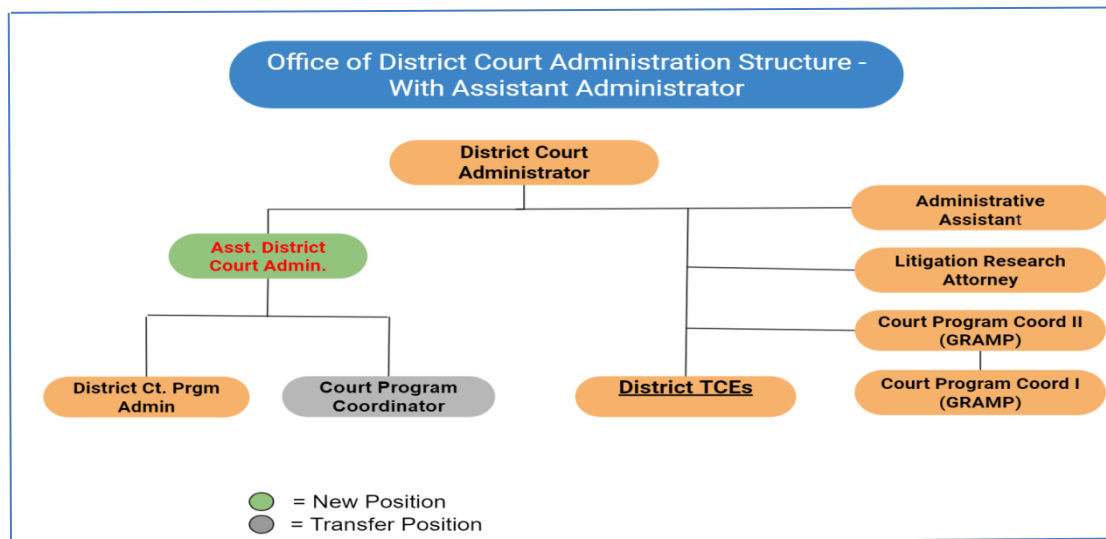 Office of District Court Administration Structure -
With Assistant Administrator
District Court
Administrator
Administrative
Assistant
Asst. District
Court Admin.
Litigation Research
Attorney
Court Program Coord II
(GRAMP)
District Ct. Prgm
Admin
Court Program
Coordinator
District TCEs
Court Program Coord I
(GRAMP)
= New Position
= Transfer Position